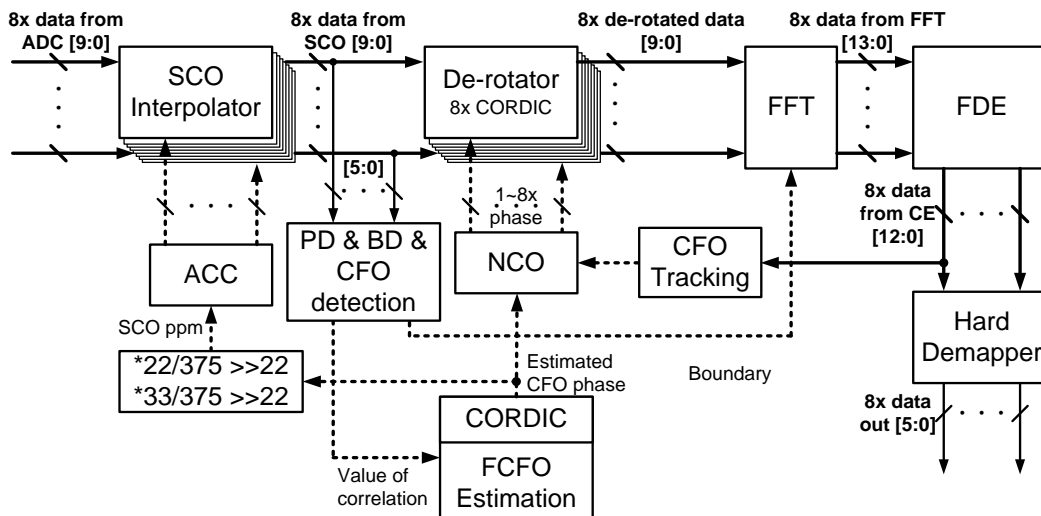 8x data from
ADC [9:0]
8x data from
SCO [9:0]
8x de-rotated data
[9:0]
8x data from FFT
[13:0]
SCO
Interpolator
De-rotator
8x CORDIC
FFT
FDE
[5:0]
1~8x
phase
8x data
from CE
[12:0]
ACC
PD & BD &
CFO
detection
NCO
CFO
Tracking
SCO ppm
Hard
Demapper
*22/375 >>22
*33/375 >>22
Estimated
CFO phase
Boundary
8x data
out [5:0]
CORDIC
FCFO
Estimation
Value of
correlation